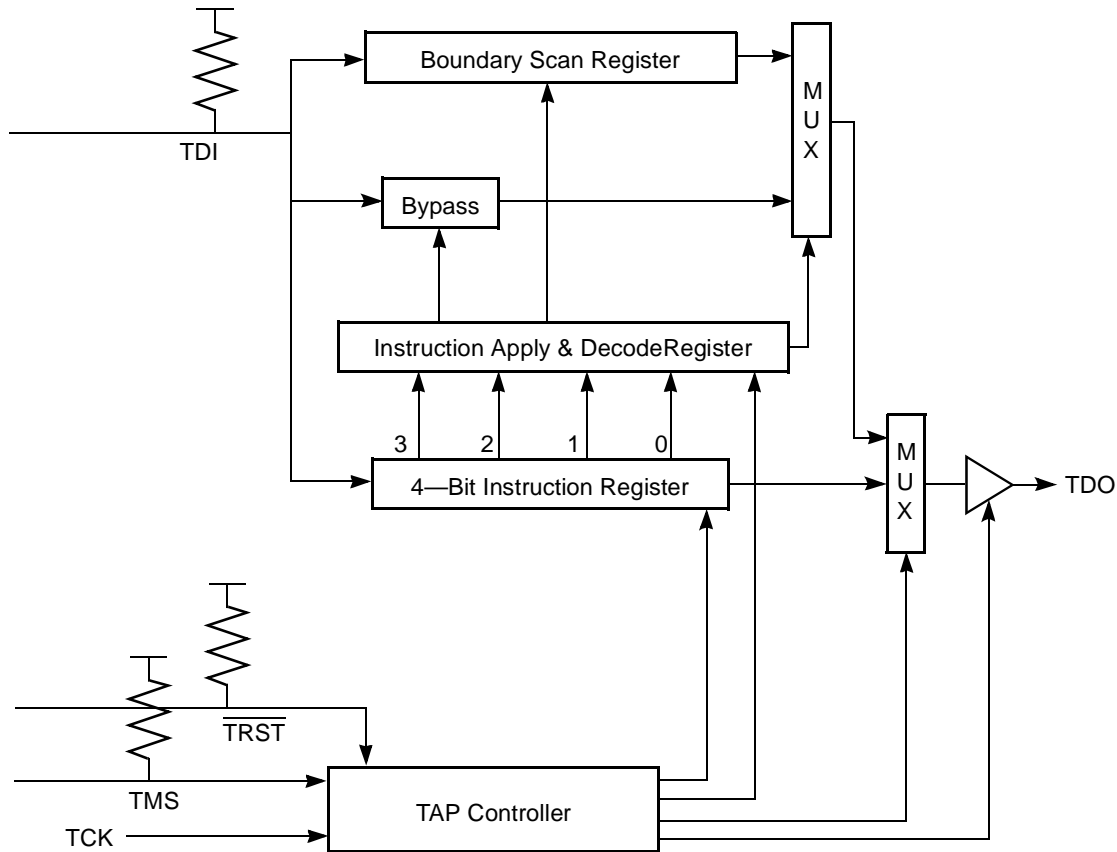 Boundary Scan Register
M
U
X
TDI
Bypass
Instruction Apply & DecodeRegister
3 2 1 0
4—Bit Instruction Register
M
U
X
TDO
TRST
TMS
TAP Controller
TCK